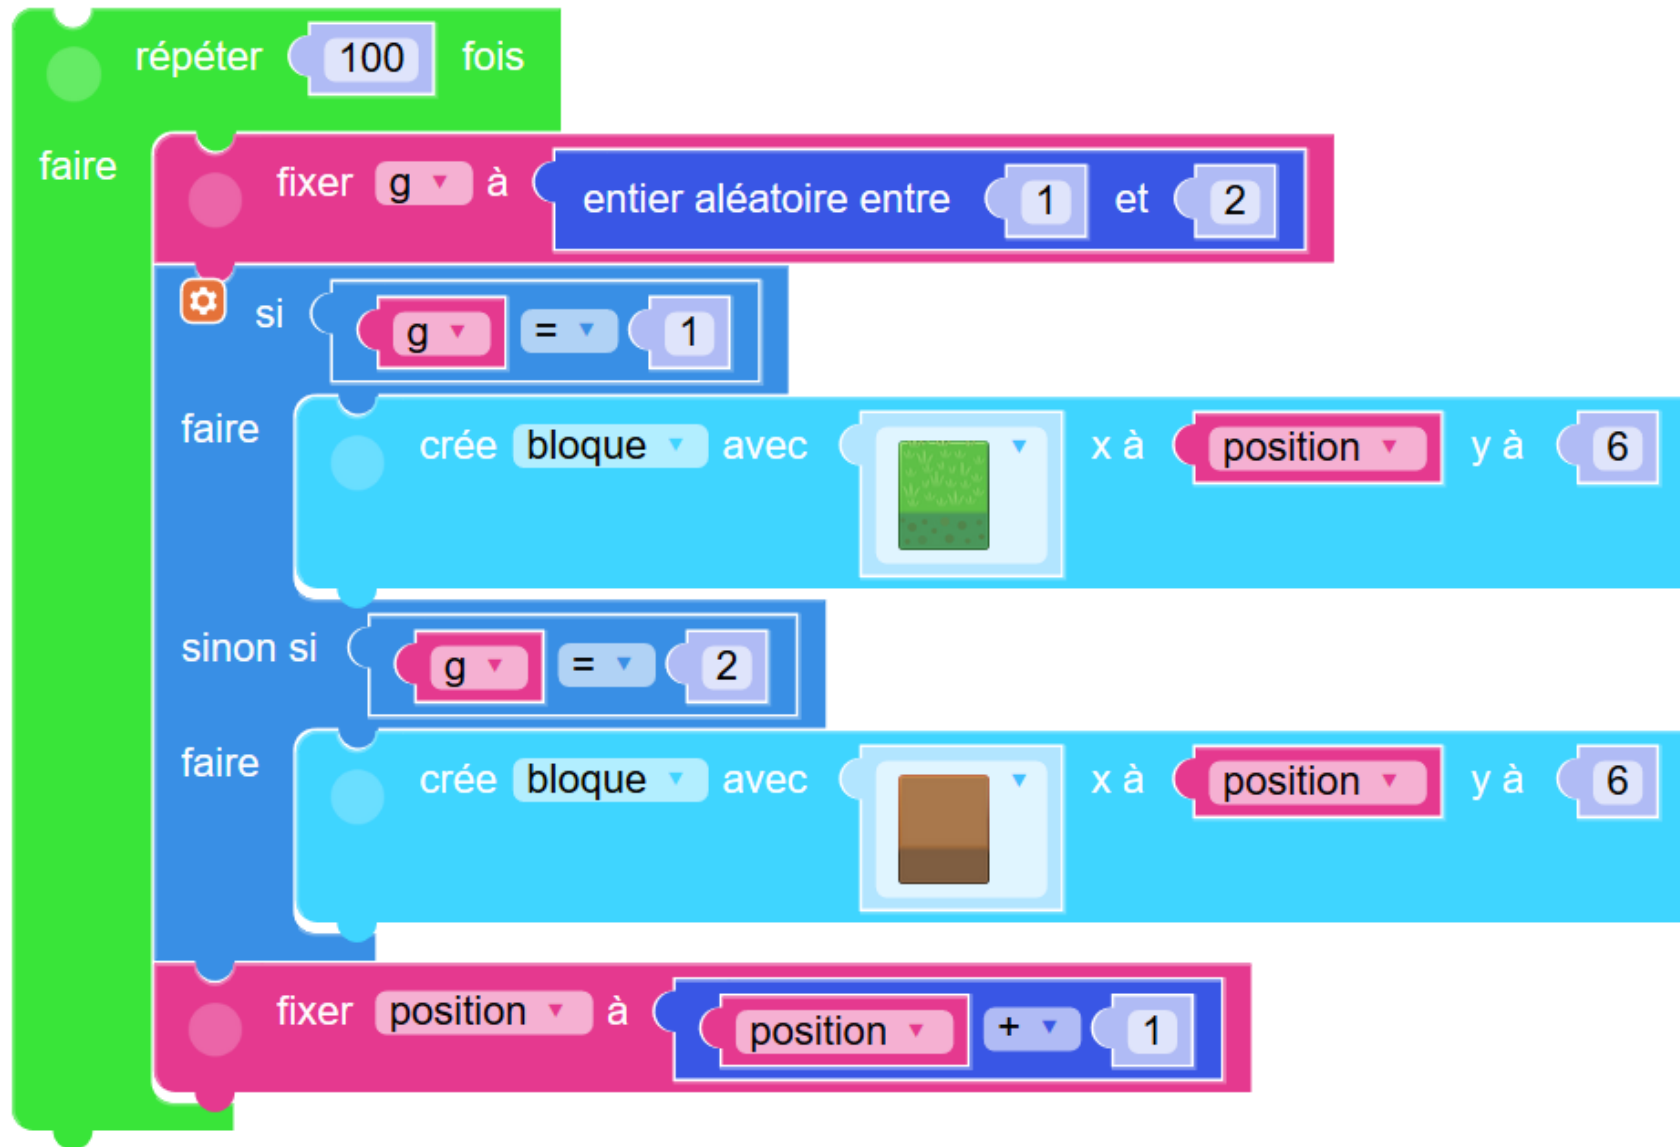 répéter 100 fois
faire fixer g à entier aléatoire entre 1 et 2
si g = 1
faire crée bloque avec x à position y à 6
sinon si g = 2
faire crée bloque avec x à position y à 6
fixer position à position + 1